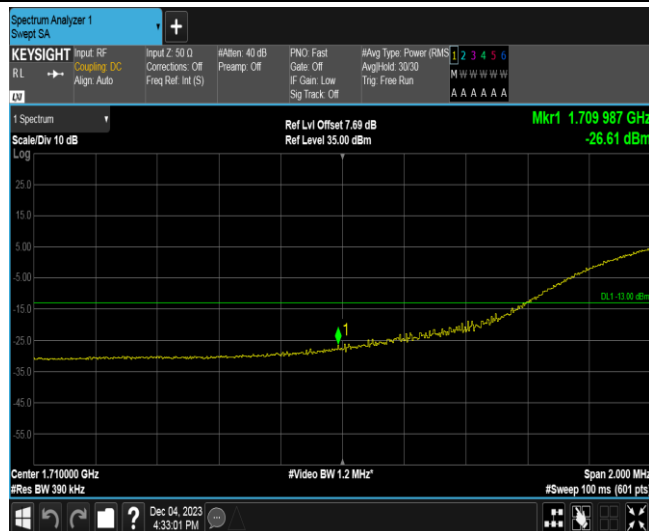 Spectrum Analyzer 1
Swept SA
KEYSIGHT
RL
Input: RF
Coupling: DC
Align: Auto
Input Z: 50 Ω
Corrections: Off
Freq Ref: Int (S)
#Atten: 40 dB
Preamp: Off
PNO: Fast
Gate: Off
IF Gain: Low
Sig Track: Off
#Avg Type: Power (RMS
Avg|Hold: 30/30
Trig: Free Run
1 2 3 4 5 6
M W W W W W
A A A A A A
1 Spectrum
Scale/Div 10 dB
Log
Ref Lvl Offset 7.69 dB
Ref Level 35.00 dBm
Mkr1 1.709 987 GHz
-26.61 dBm
25.0
15.0
5.00
-5.00
DL1 -13.00 dBm
-15.0
1
-25.0
-35.0
-45.0
-55.0
Center 1.710000 GHz
#Res BW 390 kHz
#Video BW 1.2 MHz*
Span 2.000 MHz
#Sweep 100 ms (601 pts)
?
Dec 04, 2023
4:33:01 PM